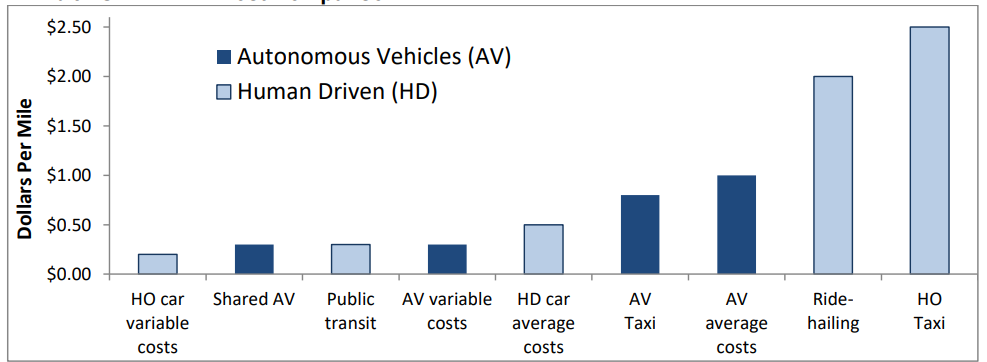 $2.50
$2.00
$1.50
$1.00
$0.50
$0.00
Dollars Per Mile
Autonomous Vehicles (AV)
Human Driven (HD)
HO car
variable
costs
Shared AV
Public
transit
AV variable
costs
HD car
average
costs
AV
Taxi
AV
average
costs
Ride-
hailing
HO
Taxi